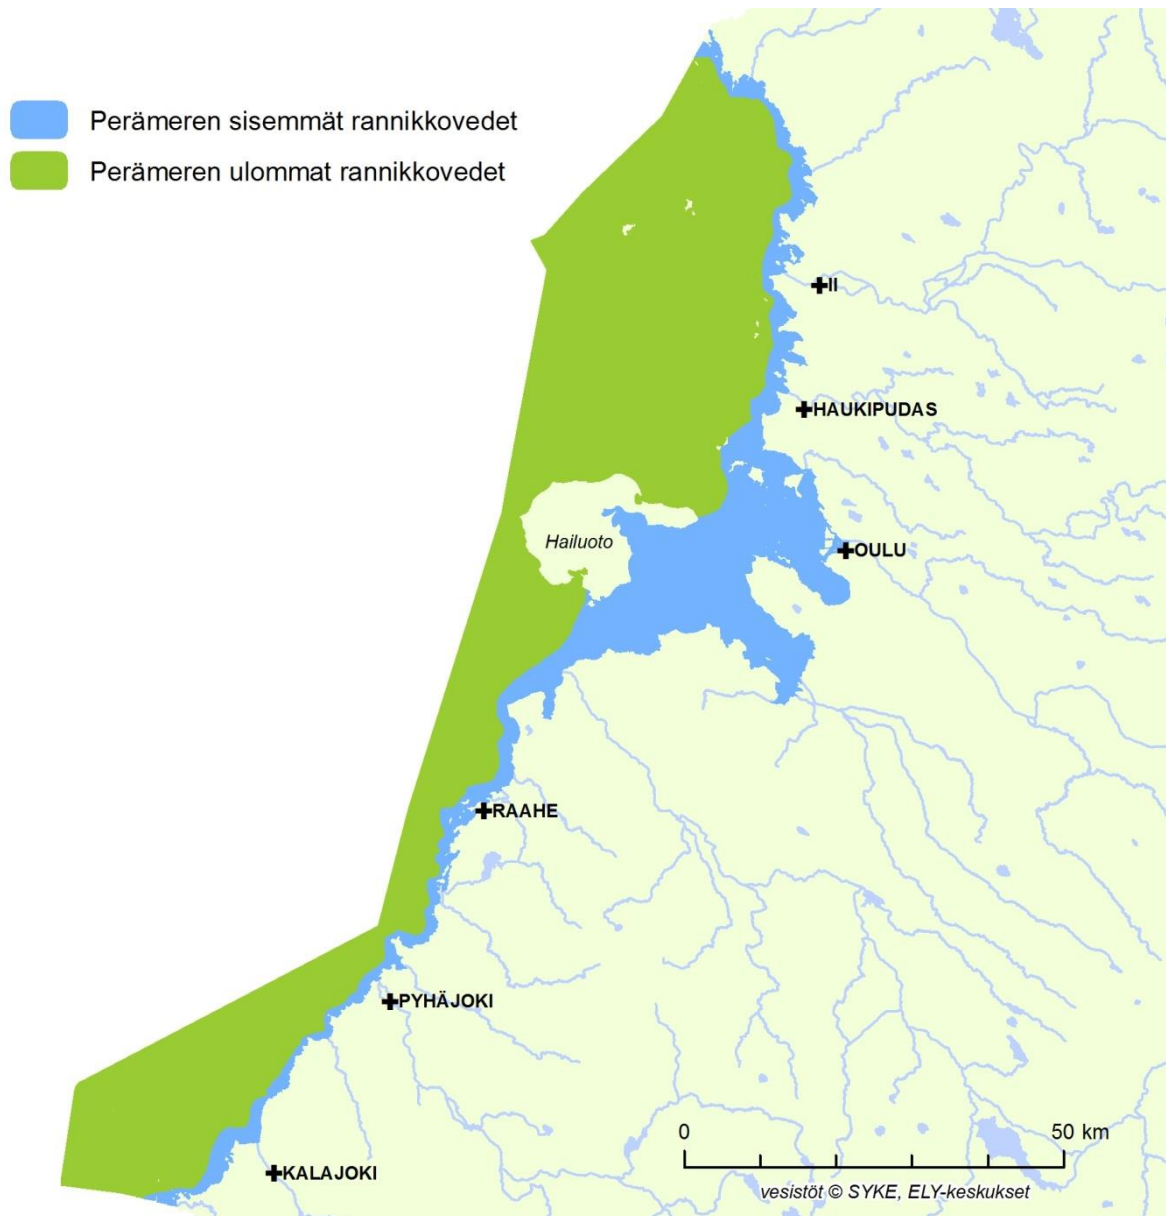 Perämeren sisemmät rannikkovedet
Perämeren ulommat rannikkovedet
II
HAUKIPUDAS
Hailuoto
OULU
RAAHE
PYHÄJOKI
0 50 km
KALAJOKI
vesistöt © SYKE, ELY-keskukset